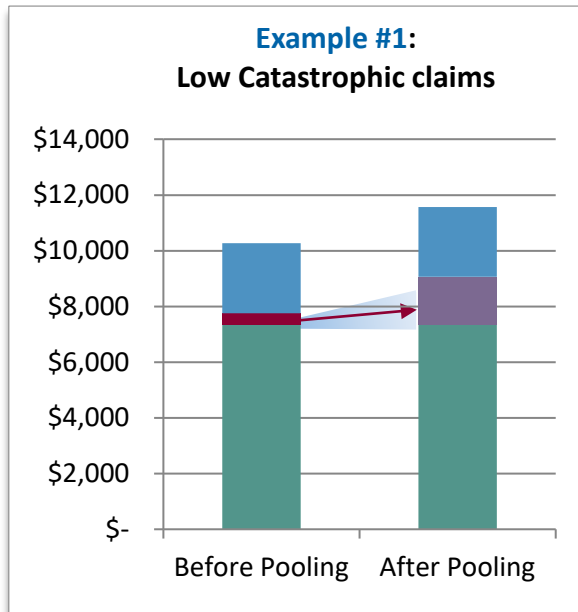 Example #1:
Low Catastrophic claims
$14,000
$12,000
$10,000
$8,000
$6,000
$4,000
$2,000
$-
Before Pooling After Pooling